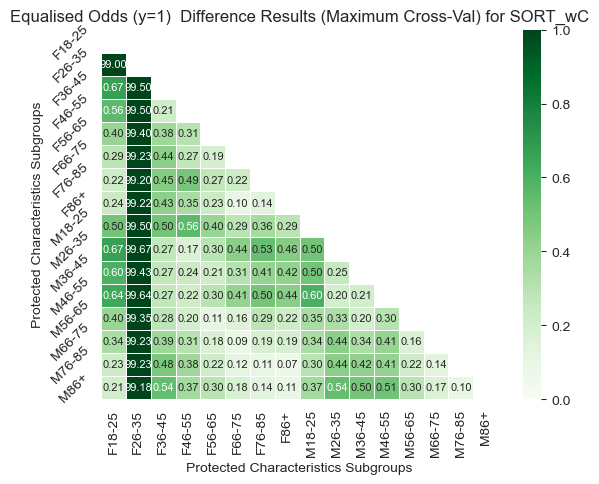 Equalised Odds (y=1)  Difference Results (Maximum Cross-Val) for SORT_wC
Protected Characteristics Subgroups
F18-25
F26-35 99.00
F36-45 0.67 99.50
F46-55 0.56 99.50 0.21
F56-65 0.40 99.40 0.38 0.31
F66-75 0.29 99.23 0.44 0.27 0.19
F76-85 0.22 99.20 0.45 0.49 0.27 0.22
F86+ 0.24 99.22 0.43 0.35 0.23 0.10 0.14
M18-25 0.50 99.50 0.50 0.56 0.40 0.29 0.36 0.29
M26-35 0.67 99.67 0.27 0.17 0.30 0.44 0.53 0.46 0.50
M36-45 0.60 99.43 0.27 0.24 0.21 0.31 0.41 0.42 0.50 0.25
M46-55 0.64 99.64 0.27 0.22 0.30 0.41 0.50 0.44 0.60 0.20 0.21
M56-65 0.40 99.35 0.28 0.20 0.11 0.16 0.29 0.22 0.35 0.33 0.20 0.30
M66-75 0.34 99.23 0.39 0.31 0.18 0.09 0.19 0.19 0.34 0.44 0.34 0.41 0.16
M76-85 0.23 99.23 0.48 0.38 0.22 0.12 0.11 0.07 0.30 0.44 0.42 0.41 0.22 0.14
M86+ 0.21 99.18 0.54 0.37 0.30 0.18 0.14 0.11 0.37 0.54 0.50 0.51 0.30 0.17 0.10
F18-25 F26-35 F36-45 F46-55 F56-65 F66-75 F76-85 F86+ M18-25 M26-35 M36-45 M46-55 M56-65 M66-75 M76-85 M86+
Protected Characteristics Subgroups
1.0
0.8
0.6
0.4
0.2
0.0